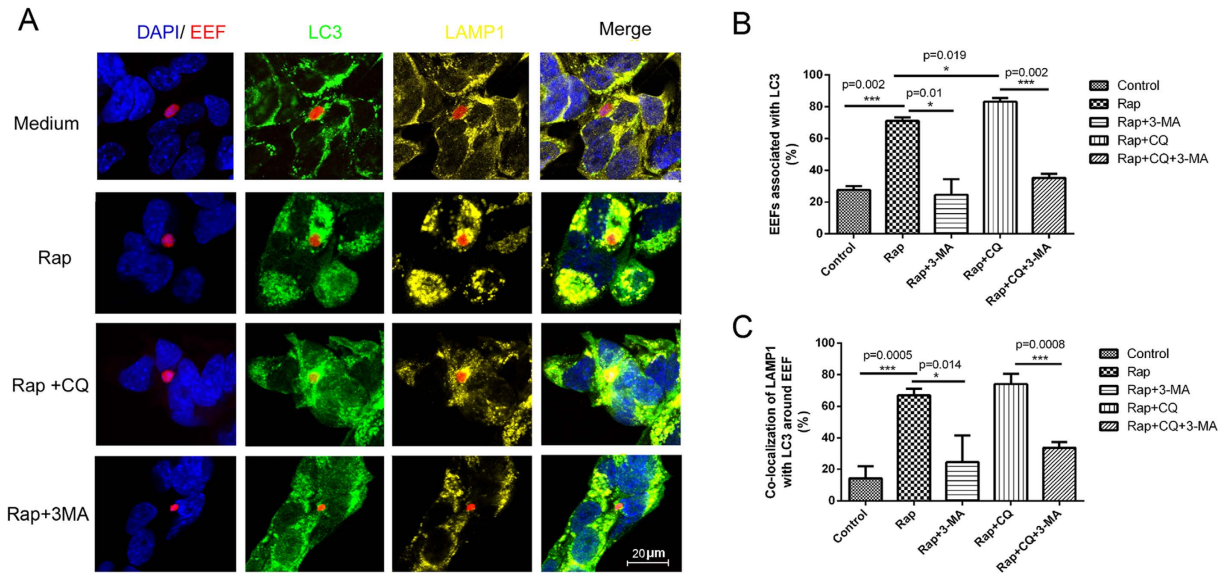 A
DAPI/ EEF
LC3
LAMP1
Merge
Medium
Rap
Rap +CQ
Rap+3MA
20μm
B
p=0.019
*
p=0.002
***
p=0.01
*
p=0.002
***
EEFs associated with LC3
(%)
100
80
60
40
20
0
Control
Rap
Rap+3-MA
Rap+CQ
Rap+CQ+3-MA
Control
Rap
Rap+3-MA
Rap+CQ
Rap+CQ+3-MA
C
p=0.0005
***
p=0.014
*
p=0.0008
***
Co-localization of LAMP1
with LC3 around EEF
(%)
100
80
60
40
20
0
Control
Rap
Rap+3-MA
Rap+CQ
Rap+CQ+3-MA
Control
Rap
Rap+3-MA
Rap+CQ
Rap+CQ+3-MA